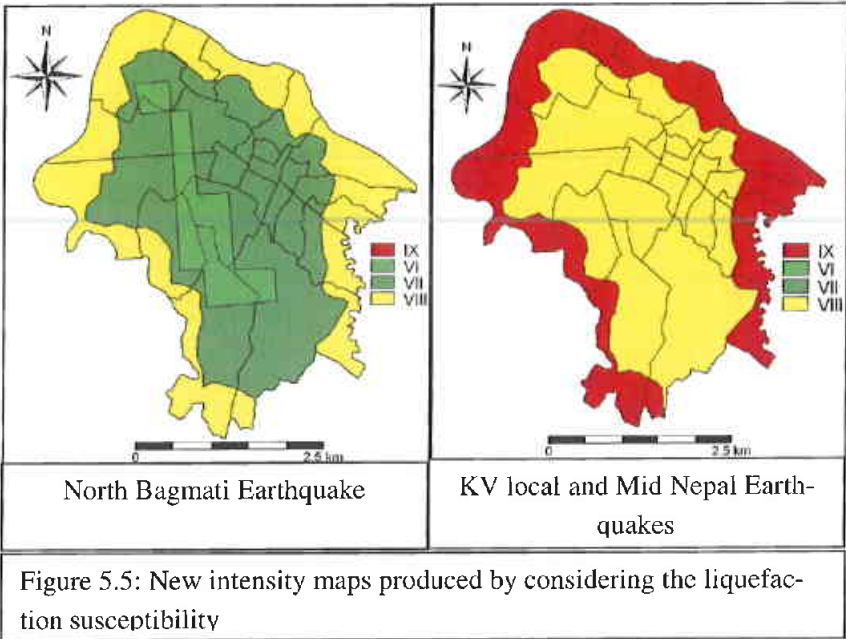 N
IX
VI
VII
VIII
0 2.5 km
North Bagmati Earthquake
N
IX
VI
VII
VIII
0 2.5 km
KV local and Mid Nepal Earth-
quakes
Figure 5.5: New intensity maps produced by considering the liquefac-
tion susceptibility